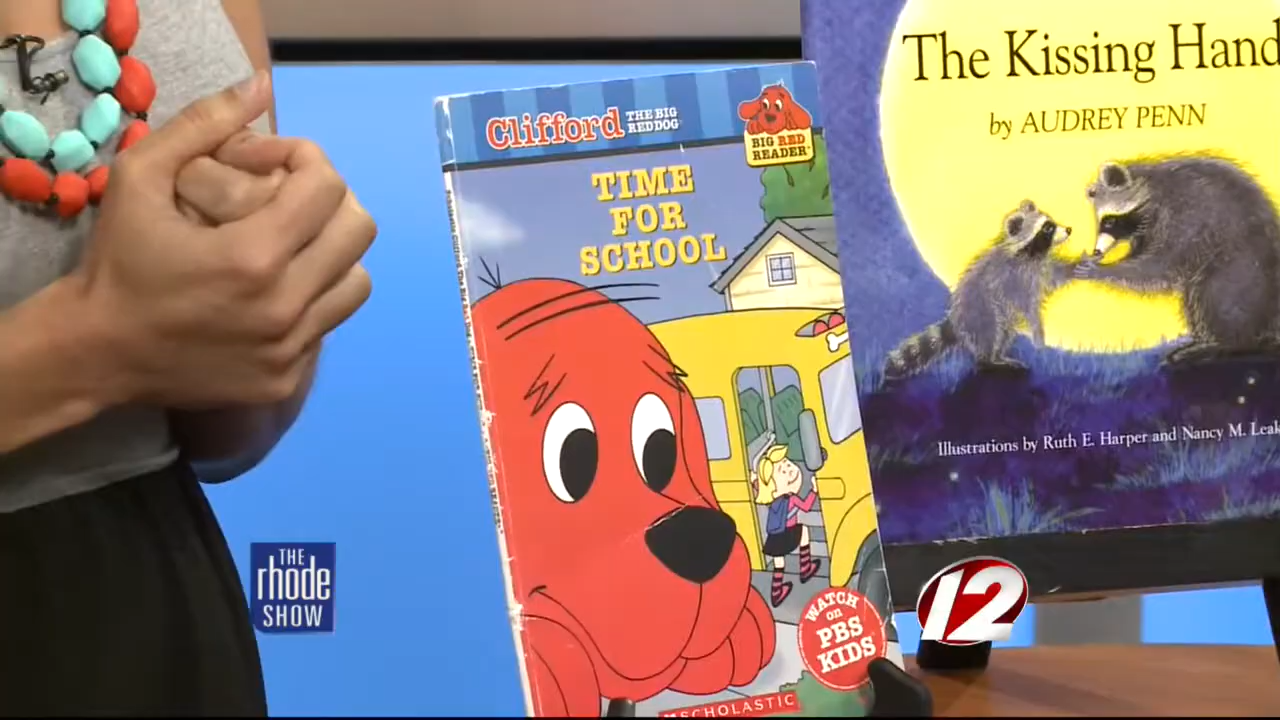 Clifford
THE BIG
RED DOG
BIG RED
READER
TIME
FOR
SCHOOL
WATCH
on
PBS
KIDS
SCHOLASTIC
The Kissing Hand
by AUDREY PENN
Illustrations by Ruth E. Harper and Nancy M. Leak
THE
rhode
SHOW
12